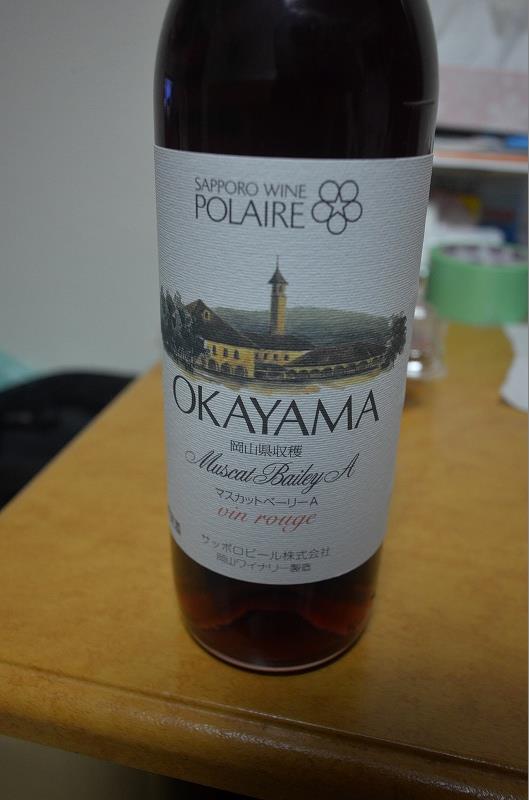 SAPPORO WINE
POLAIRE
OKAYAMA
岡山県収穫
Muscat Bailey A
マスカットベーリーA
vin rouge
サッポロビール株式会社
岡山ワイナリー製造